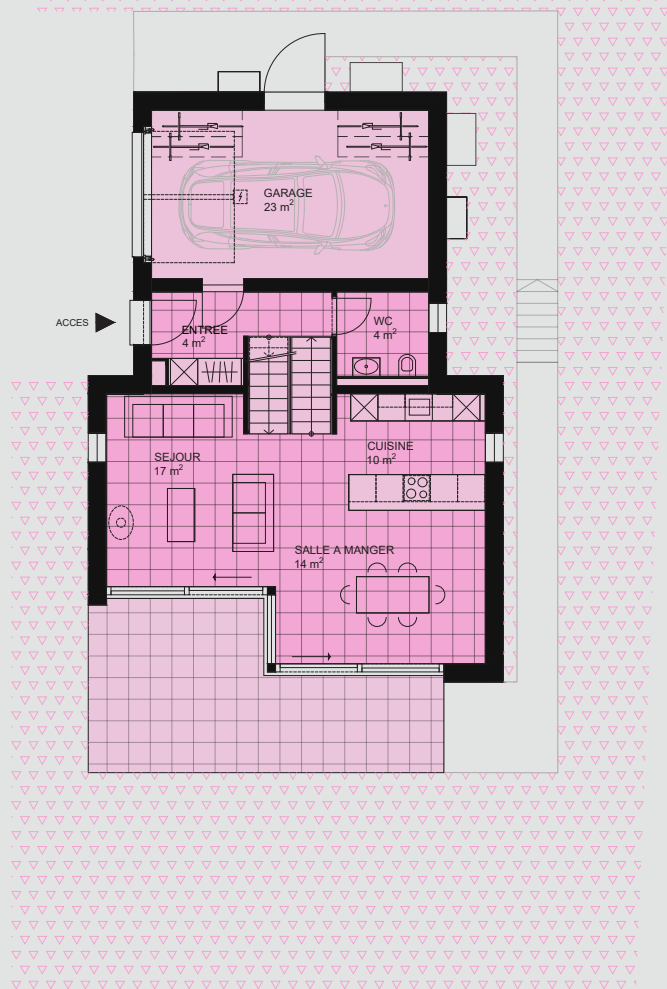 GARAGE
23 m²
ACCES
ENTREE
4 m²
WC
4 m²
SEJOUR
17 m²
CUISINE
10 m²
SALLE A MANGER
14 m²